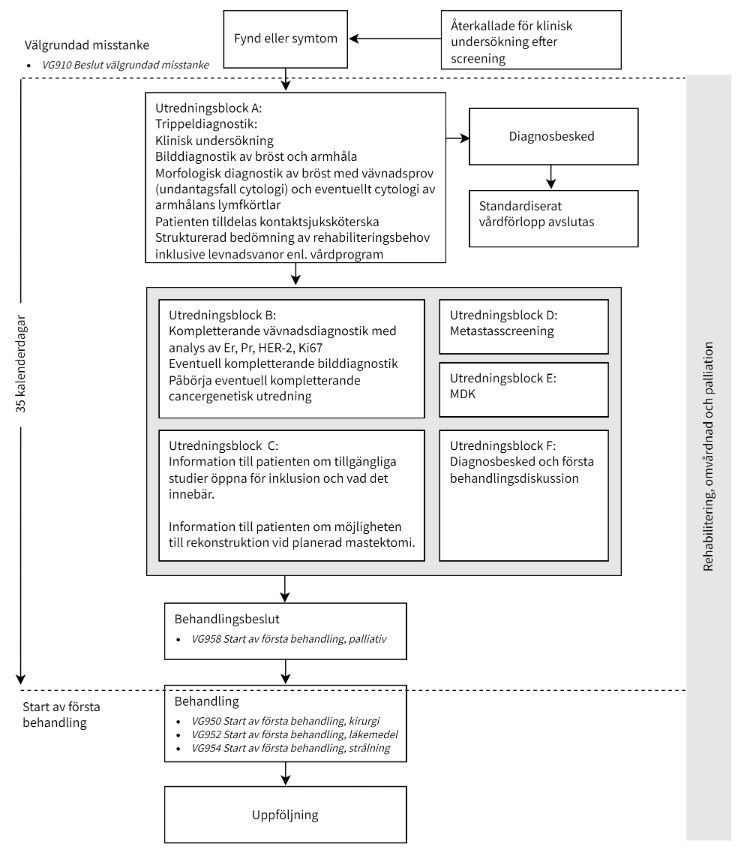 Fynd eller symtom
Återkallade för klinisk
undersökning efter
screening
Välgrundad misstanke
• VG910 Beslut välgrundad misstanke
Utredningsblock A:
Trippeldiagnostik:
Klinisk undersökning
Bilddiagnostik av bröst och armhåla
Morfologisk diagnostik av bröst med vävnadsprov
(undantagsfall cytologi) och eventuellt cytologi av
armhålans lymfkörtlar
Patienten tilldelas kontaktsjuksköterska
Strukturerad bedömning av rehabiliteringsbehov
inklusive levnadsvanor enl. vårdprogram
Diagnosbesked
Standardiserat
vårdförlopp avslutas
35 kalenderdagar
Utredningsblock B:
Kompletterande vävnadsdiagnostik med
analys av Er, Pr, HER-2, Ki67
Eventuell kompletterande bilddiagnostik
Påbörja eventuell kompletterande
cancergenetisk utredning
Utredningsblock D:
Metastasscreening
Utredningsblock E:
MDK
Utredningsblock C:
Information till patienten om tillgängliga
studier öppna för inklusion och vad det
innebär.
Information till patienten om möjligheten
till rekonstruktion vid planerad mastektomi.
Utredningsblock F:
Diagnosbesked och första
behandlingsdiskussion
Rehabilitering, omvårdnad och palliation
Behandlingsbeslut
• VG958 Start av första behandling, palliativ
Start av första
behandling
Behandling
• VG950 Start av första behandling, kirurgi
• VG952 Start av första behandling, läkemedel
• VG954 Start av första behandling, strålning
Uppföljning